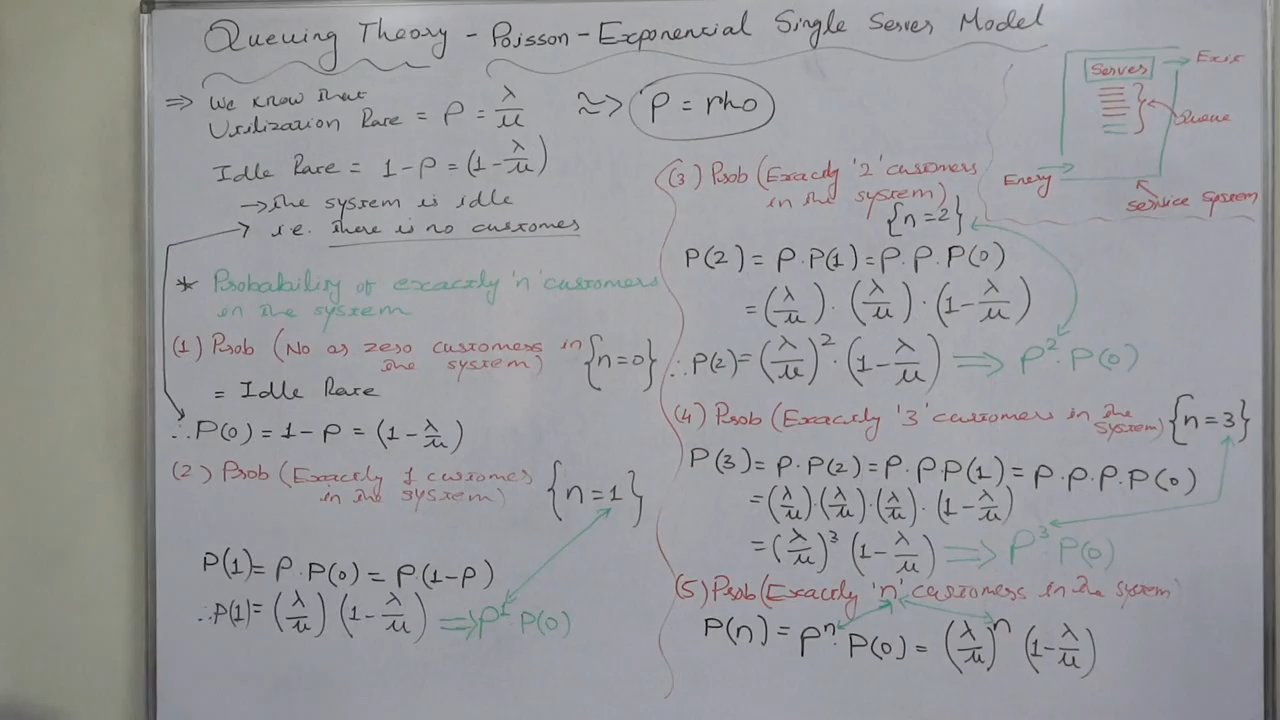 Queuing Theory - Poisson - Exponential Single Server Model
⇒ We know that
Utilization Rate = ρ = λ/μ ≈> ρ = rho
Idle Rate = 1-ρ = (1-λ/μ)
→ the system is idle
→ i.e. there is no customers
* Probability of exactly 'n' customers
in the system
(1) Prob (No as zero customers in
the system) {n=0}
= Idle Rate
∴ P(0) = 1-ρ = (1-λ/μ)
(2) Prob (Exactly 1 customer
in the system) {n=1}
P(1) = ρ.P(0) = ρ(1-ρ)
∴ P(1) = (λ/μ) (1-λ/μ) ⇒ ρ¹ P(0)
Server
Exit
Queue
Entry
Service System
(3) Prob (Exactly '2' customers
in the system)
{n=2}
P(2) = ρ.P(1) = ρ.ρ.P(0)
= (λ/μ).(λ/μ).(1-λ/μ)
∴ P(2) = (λ/μ)².(1-λ/μ) ⇒ ρ².P(0)
(4) Prob (Exactly '3' customers in the
system) {n=3}
P(3) = ρ.P(2) = ρ.ρ.P(1) = ρ.ρ.ρ.P(0)
= (λ/μ).(λ/μ).(λ/μ).(1-λ/μ)
= (λ/μ)³ (1-λ/μ) ⇒ ρ³ P(0)
(5) Prob (Exactly 'n' customers in the system)
P(n) = ρⁿ.P(0) = (λ/μ)ⁿ (1-λ/μ)